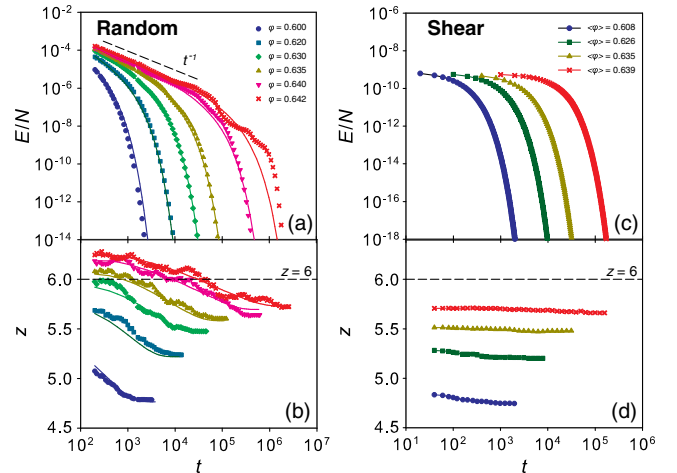 Random
Shear
10^-2
10^-4
10^-6
10^-8
10^-10
10^-12
10^-14
E/N
t^-1
φ = 0.600
φ = 0.620
φ = 0.630
φ = 0.635
φ = 0.640
φ = 0.642
(a)
10^-6
10^-8
10^-10
10^-12
10^-14
10^-16
10^-18
E/N
<φ> = 0.608
<φ> = 0.626
<φ> = 0.635
<φ> = 0.639
(c)
6.0
5.5
5.0
4.5
z
z = 6
(b)
10^2 10^3 10^4 10^5 10^6 10^7
t
6.0
5.5
5.0
4.5
z
z = 6
(d)
10^1 10^2 10^3 10^4 10^5 10^6
t